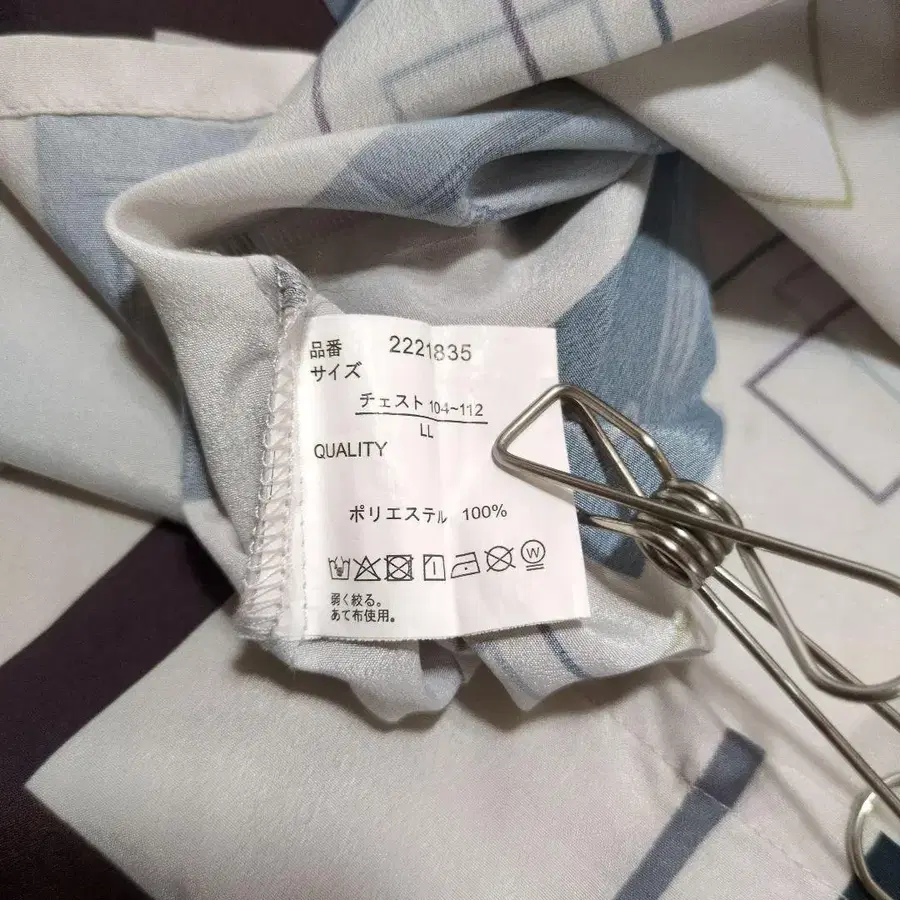 品番 2221835
サイズ
チェスト 104~112
LL
QUALITY
ポリエステル 100%
W
弱く絞る。
あて布使用。